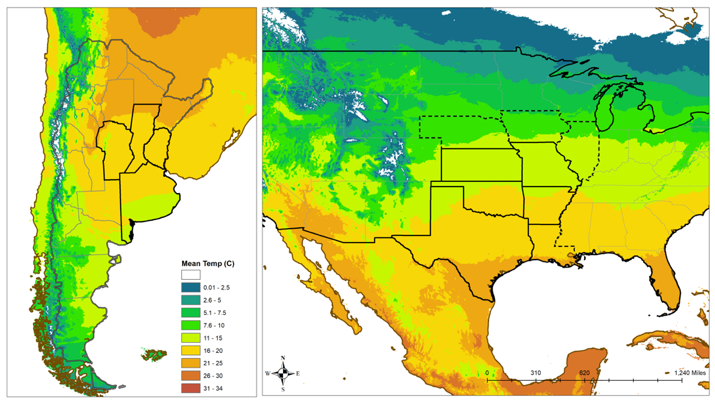 Mean Temp (C)
0.01 - 2.5
2.6 - 5
5.1 - 7.5
7.6 - 10
11 - 15
16 - 20
21 - 25
26 - 30
31 - 34
N
W E
S
0 310 620 1,240 Miles